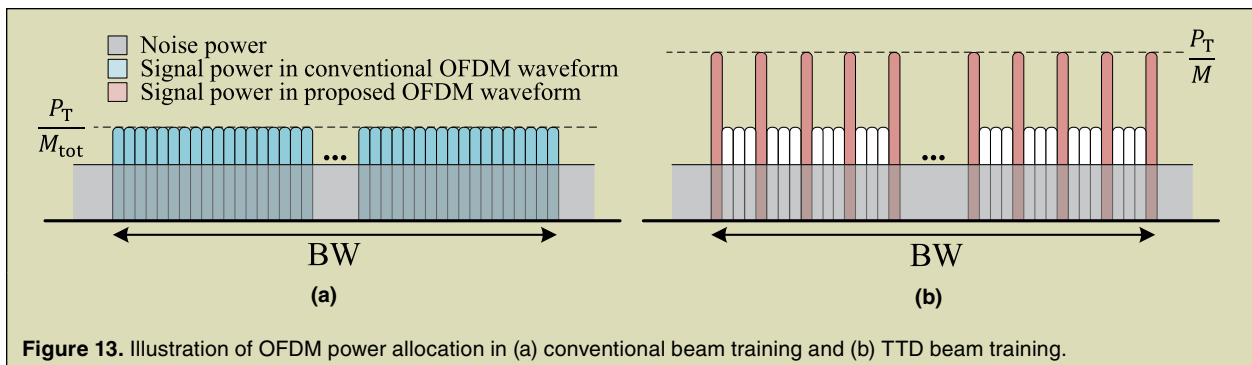 Noise power
Signal power in conventional OFDM waveform
Signal power in proposed OFDM waveform
P_T
M_tot
...
BW
(a)
P_T
M
...
BW
(b)
Figure 13. Illustration of OFDM power allocation in (a) conventional beam training and (b) TTD beam training.